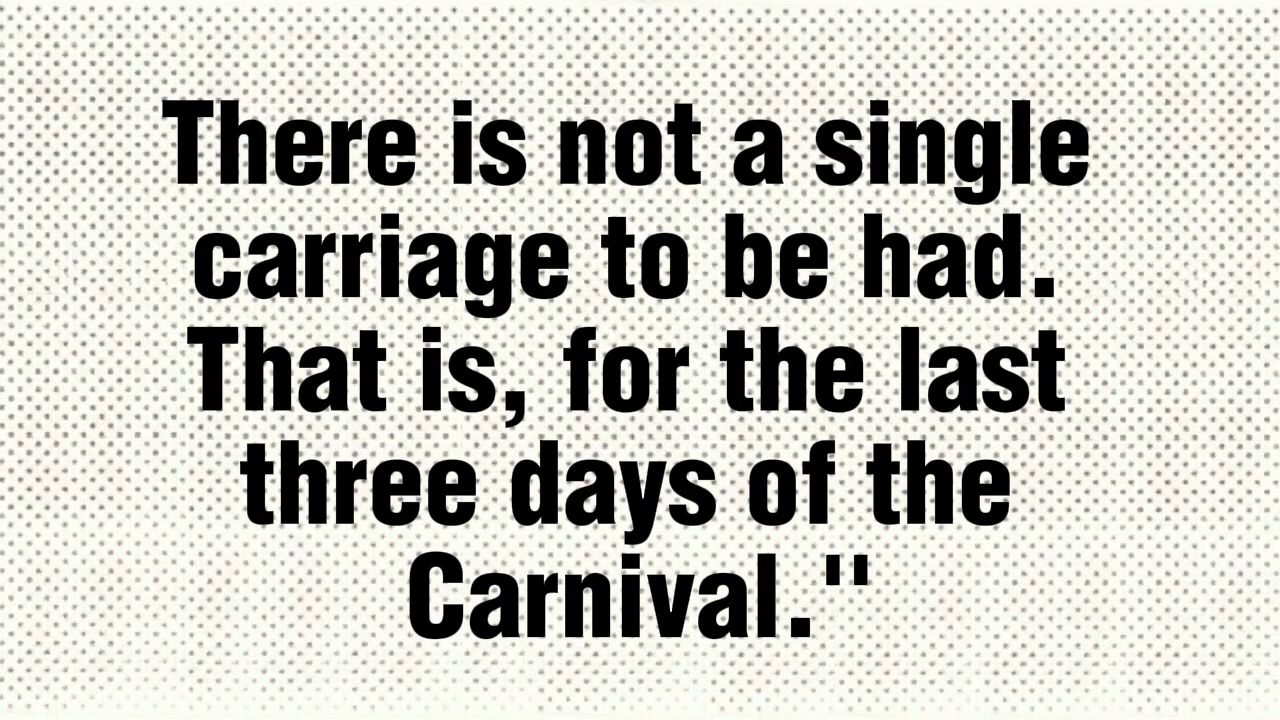 There is not a single
carriage to be had.
That is, for the last
three days of the
Carnival."